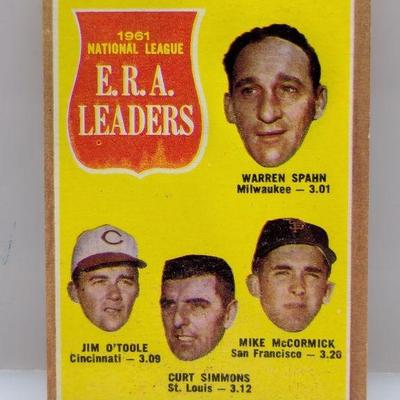 1961
NATIONAL LEAGUE
E.R.A.
LEADERS
WARREN SPAHN
Milwaukee — 3.01
C
JIM O'TOOLE
Cincinnati — 3.09
CURT SIMMONS
St. Louis — 3.12
MIKE McCORMICK
San Francisco — 3.20